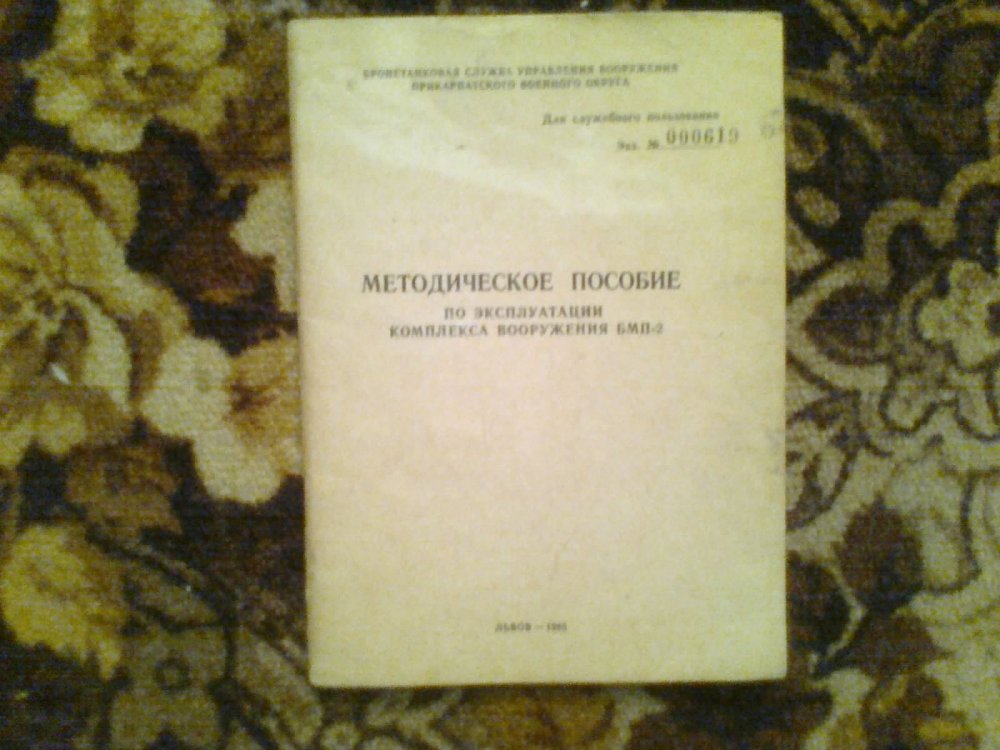 БРОНЕТАНКОВАЯ СЛУЖБА УПРАВЛЕНИЯ ВООРУЖЕНИЯ
ПРИКАРПАТСКОГО ВОЕННОГО ОКРУГА
Для служебного пользования
Экз. № 000619
МЕТОДИЧЕСКОЕ ПОСОБИЕ
ПО ЭКСПЛУАТАЦИИ
КОМПЛЕКСА ВООРУЖЕНИЯ БМП-2
ЛЬВОВ —